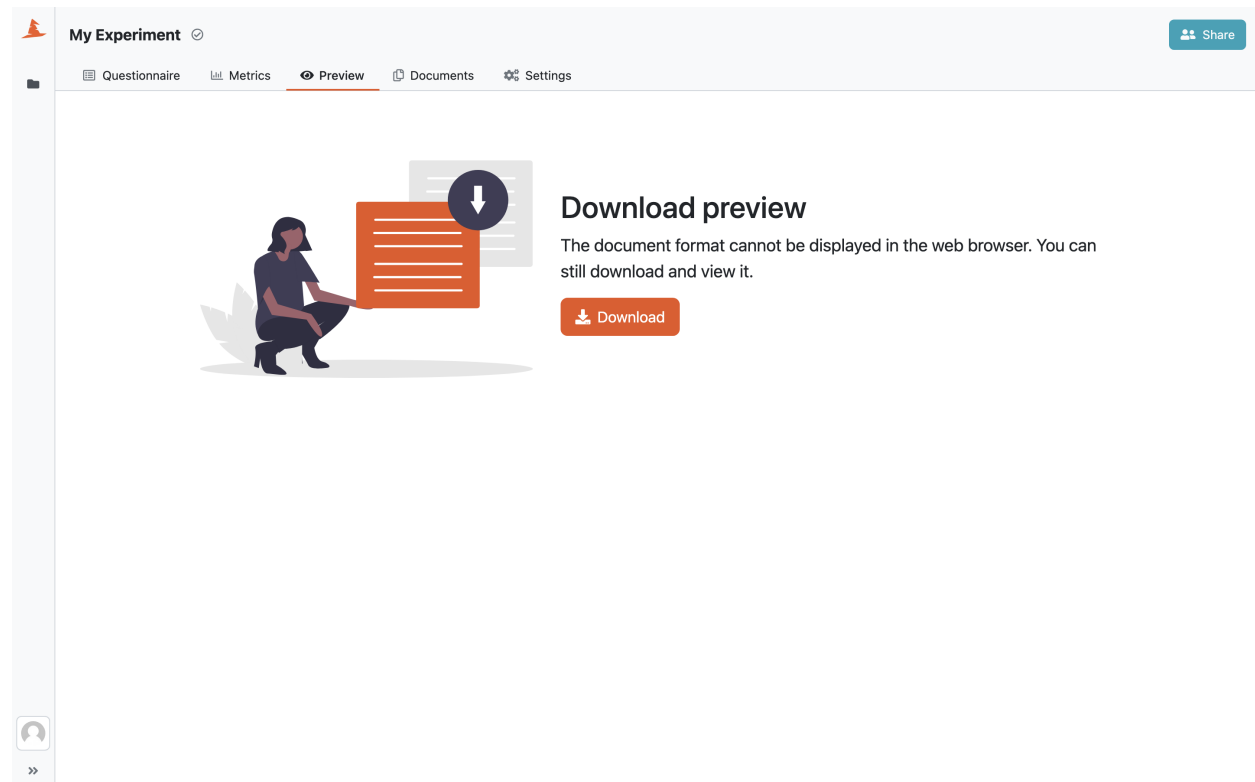 My Experiment
Share
Questionnaire
Metrics
Preview
Documents
Settings
Download preview
The document format cannot be displayed in the web browser. You can
still download and view it.
Download